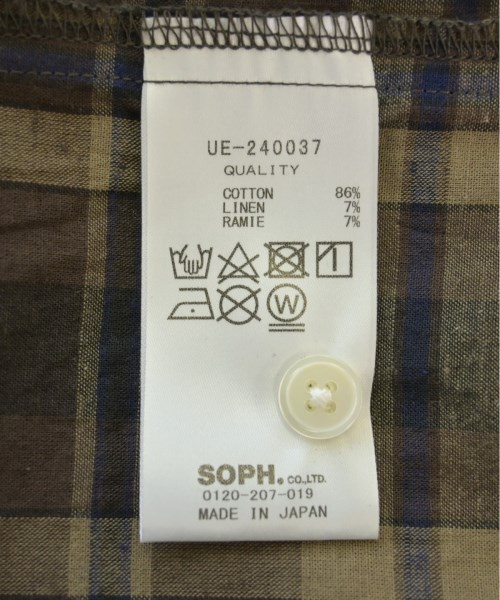 UE-240037
QUALITY
COTTON 86%
LINEN 7%
RAMIE 7%
W
SOPH. CO.,LTD.
0120-207-019
MADE IN JAPAN